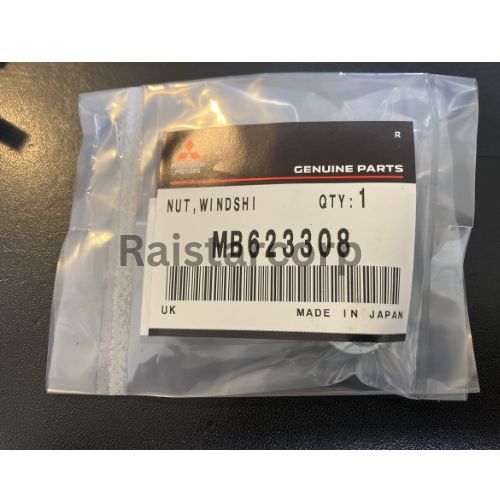 R
MITSUBISHI
MOTORS
GENUINE PARTS
NUT,WINDSHI QTY:1
MB623308
Raistarcorp
UK MADE IN JAPAN